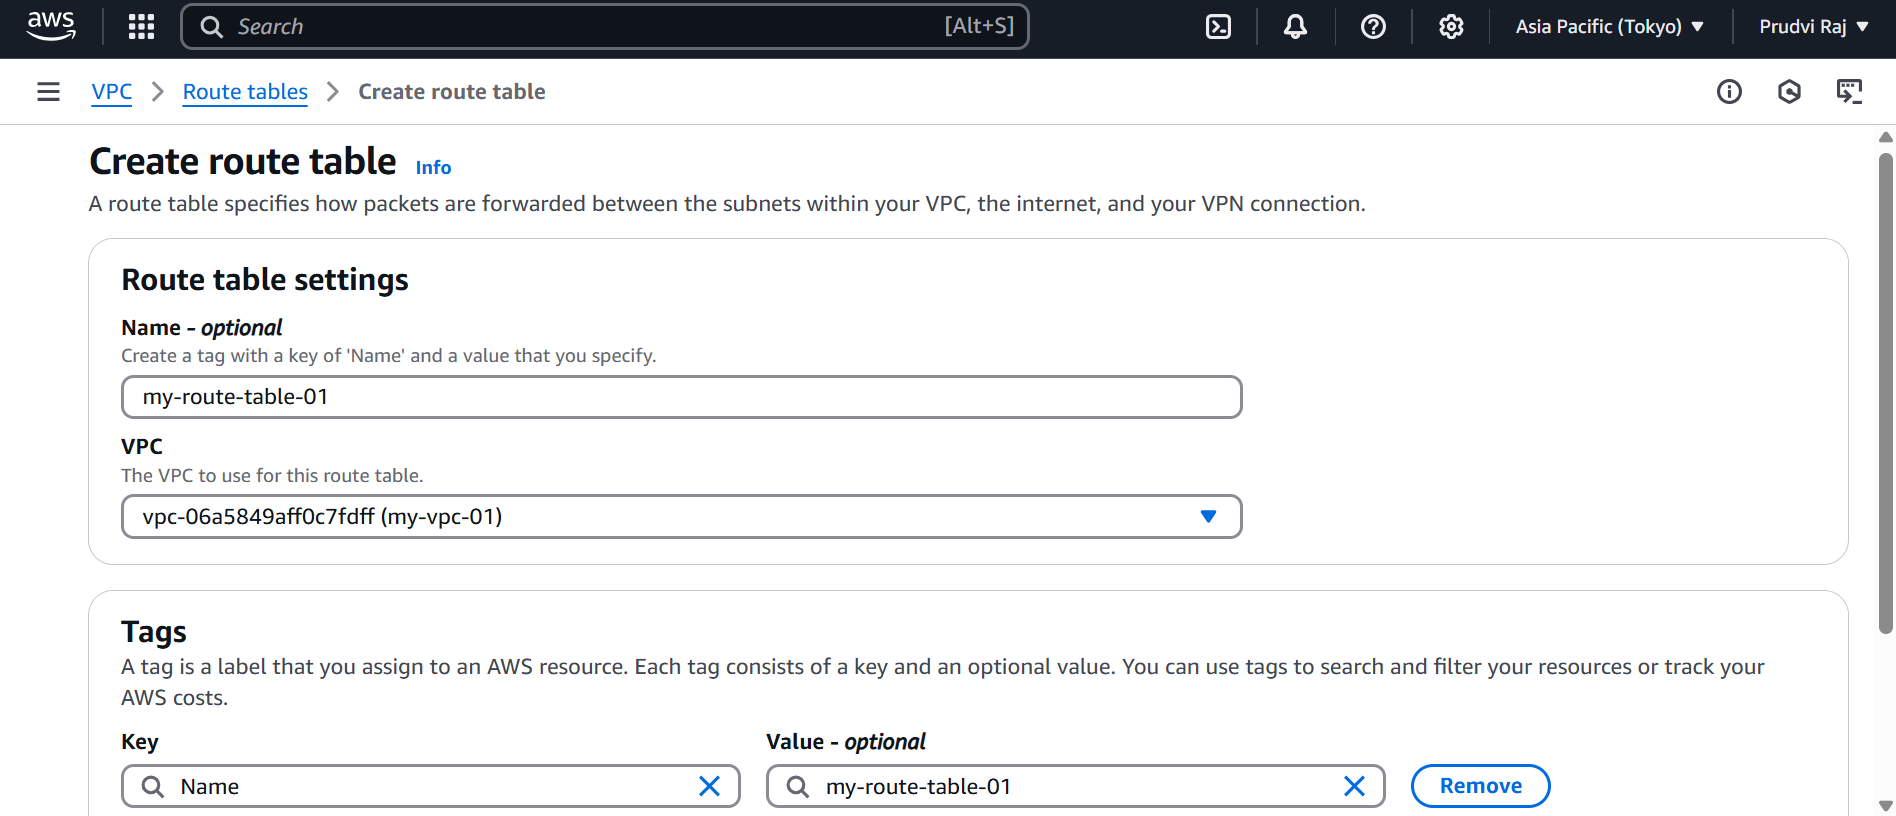 aws
Search [Alt+S]
Asia Pacific (Tokyo)
Prudvi Raj
VPC
Route tables
Create route table
Create route table Info
A route table specifies how packets are forwarded between the subnets within your VPC, the internet, and your VPN connection.
Route table settings
Name - optional
Create a tag with a key of 'Name' and a value that you specify.
my-route-table-01
VPC
The VPC to use for this route table.
vpc-06a5849aff0c7fdff (my-vpc-01)
Tags
A tag is a label that you assign to an AWS resource. Each tag consists of a key and an optional value. You can use tags to search and filter your resources or track your
AWS costs.
Key
Value - optional
Name
my-route-table-01
Remove